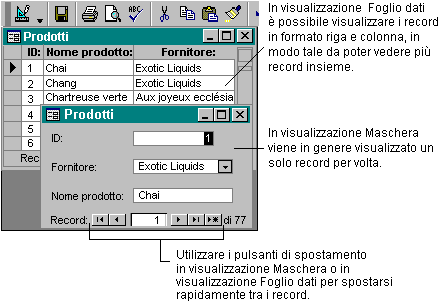 In visualizzazione Foglio dati
è possibile visualizzare i record
in formato riga e colonna, in
modo tale da poter vedere più
record insieme.
Prodotti
ID: Nome prodotto: Fornitore:
1 Chai Exotic Liquids
2 Chang Exotic Liquids
3 Chartreuse verte Aux joyeux ecclésia
4
5
6
Rec
Prodotti
ID: 1
Fornitore: Exotic Liquids
Nome prodotto: Chai
Record: 1 di 77
In visualizzazione Maschera
viene in genere visualizzato un
solo record per volta.
Utilizzare i pulsanti di spostamento
in visualizzazione Maschera o in
visualizzazione Foglio dati per spostarsi
rapidamente tra i record.